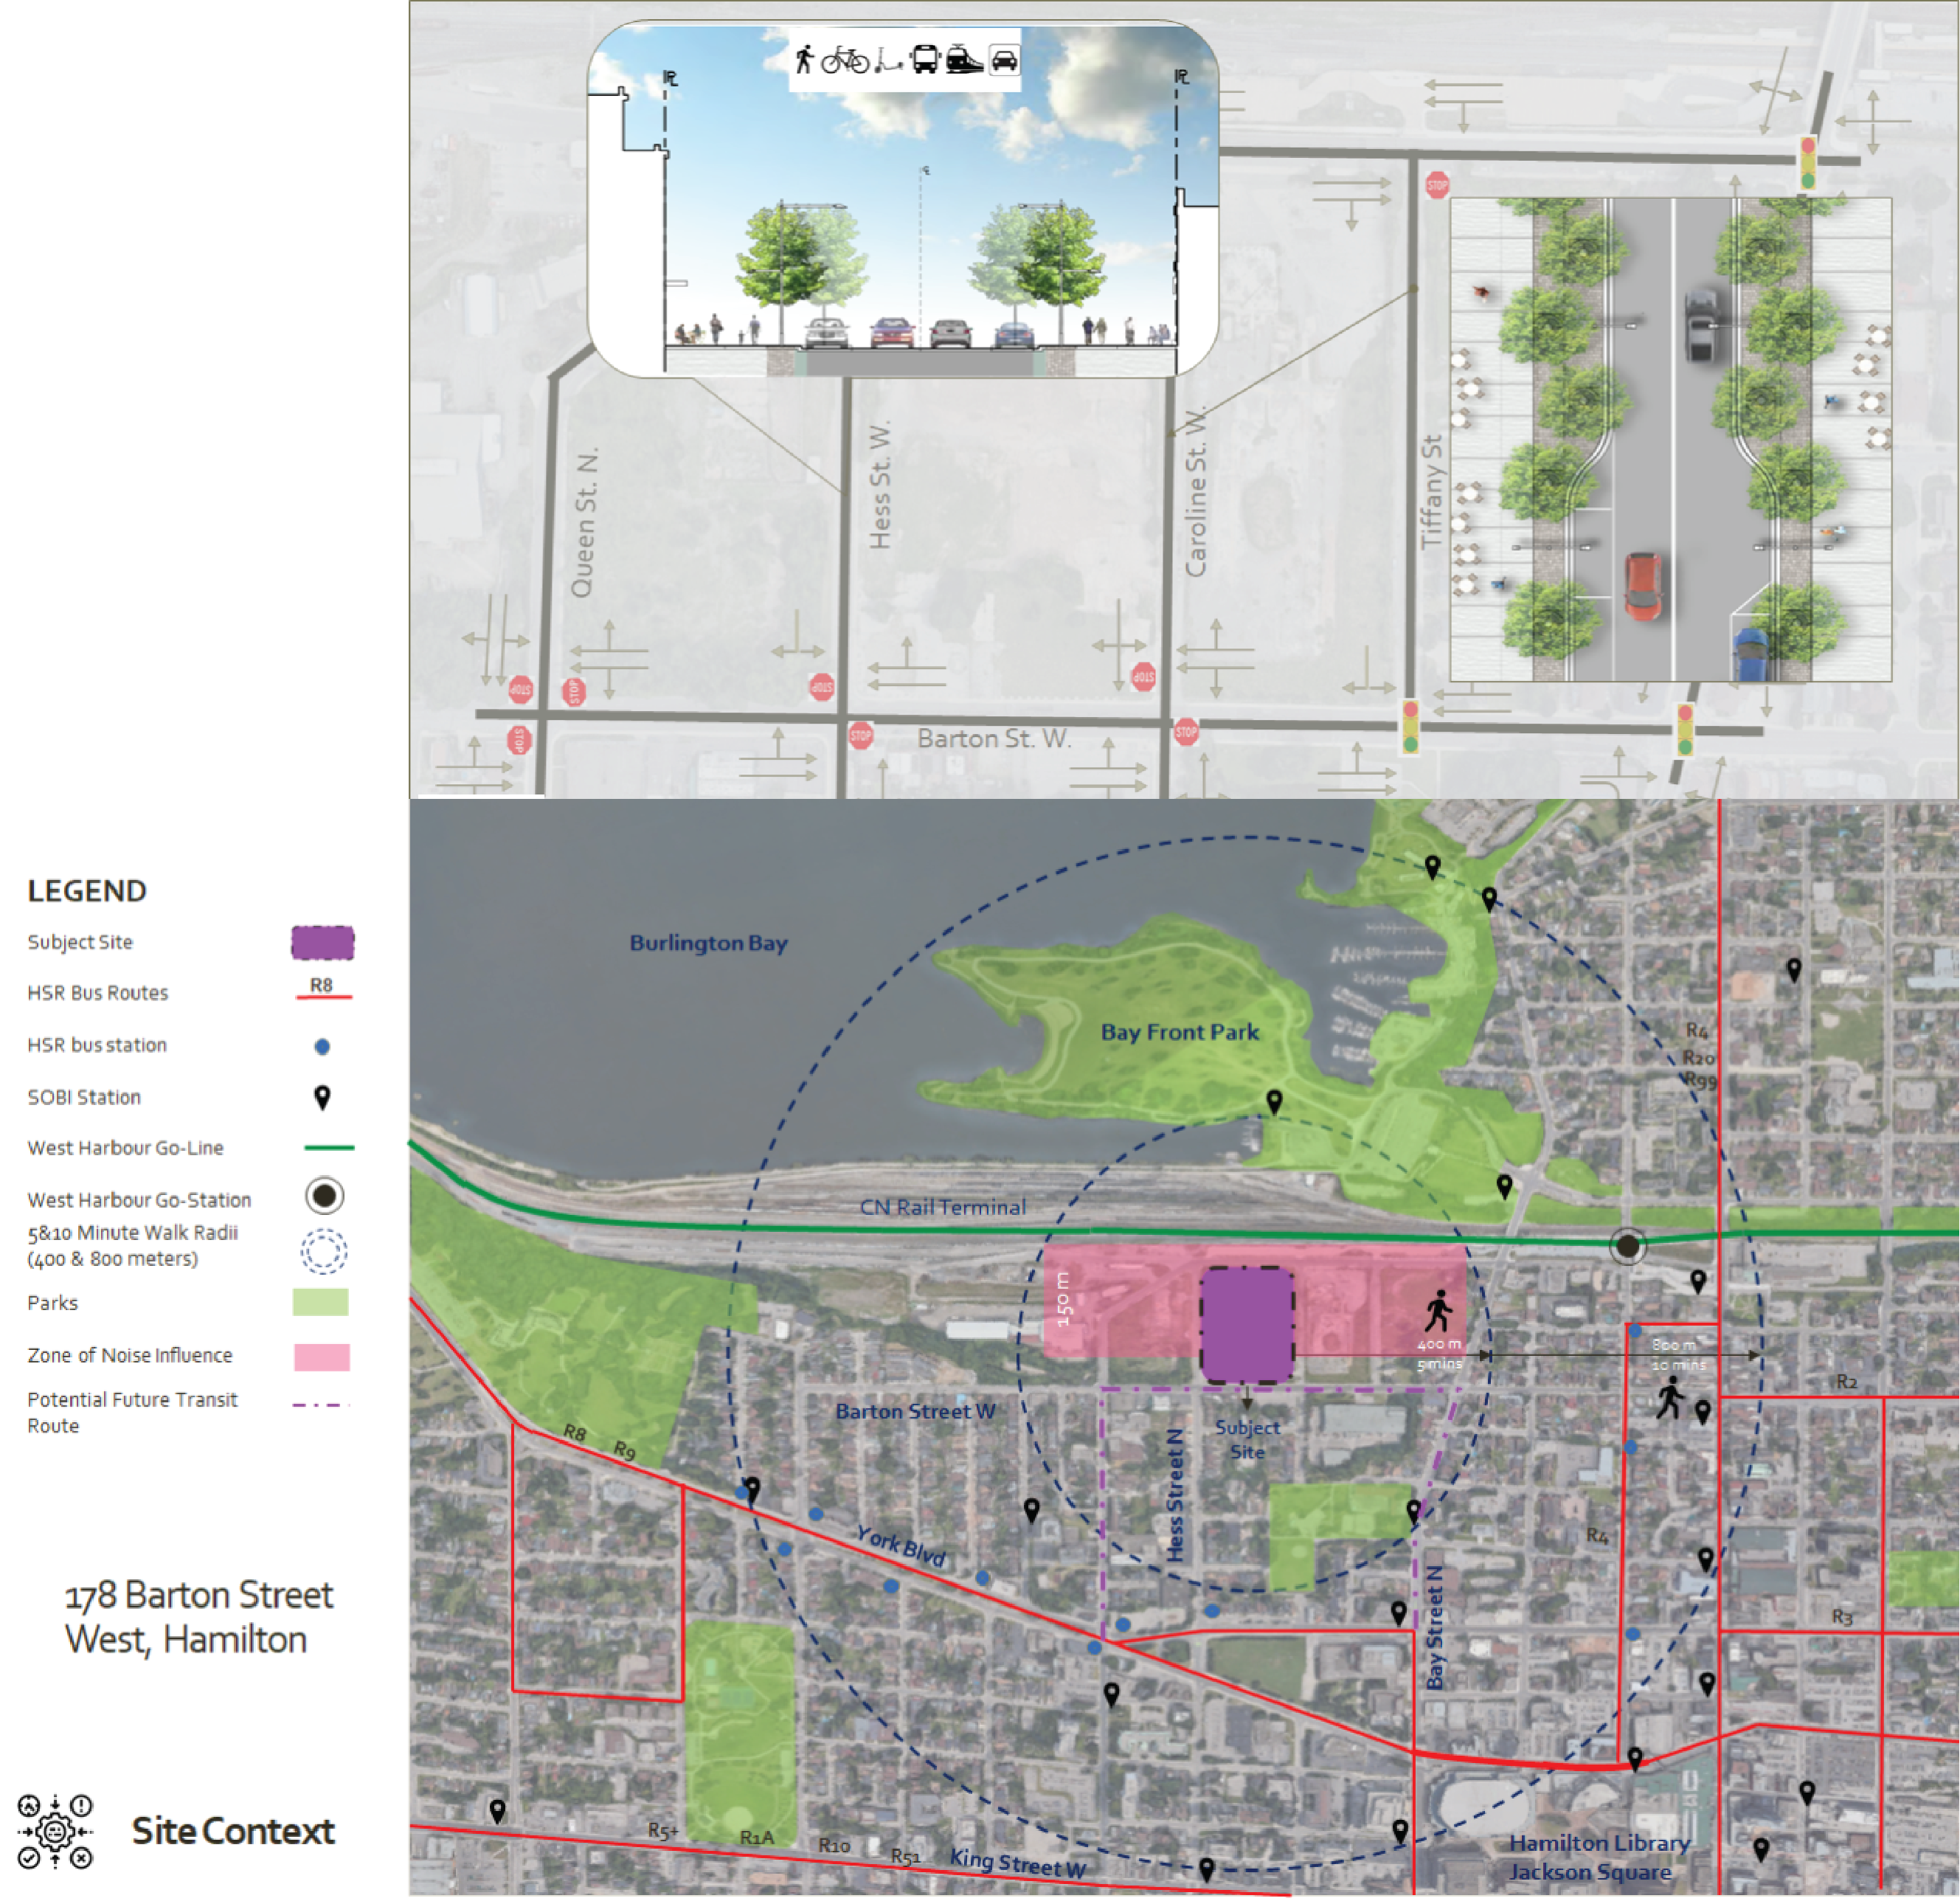 PL
PL
CL
STOP
Queen St. N.
Hess St. W.
Caroline St. W.
Tiffany St
STOP
STOP
STOP
STOP
STOP
STOP
STOP
Barton St. W.
LEGEND
Subject Site
HSR Bus Routes
R8
HSR bus station
SOBI Station
West Harbour Go-Line
West Harbour Go-Station
5&10 Minute Walk Radii
(400 & 800 meters)
Parks
Zone of Noise Influence
Potential Future Transit
Route
178 Barton Street
West, Hamilton
Site Context
Burlington Bay
Bay Front Park
R4
R20
R99
CN Rail Terminal
150 m
400 m
5 mins
800 m
10 mins
R2
Barton Street W
Subject
Site
Hess Street N
R8
R9
York Blvd
R4
Bay Street N
R3
R5+
R1A
R10
R51
King Street W
Hamilton Library
Jackson Square